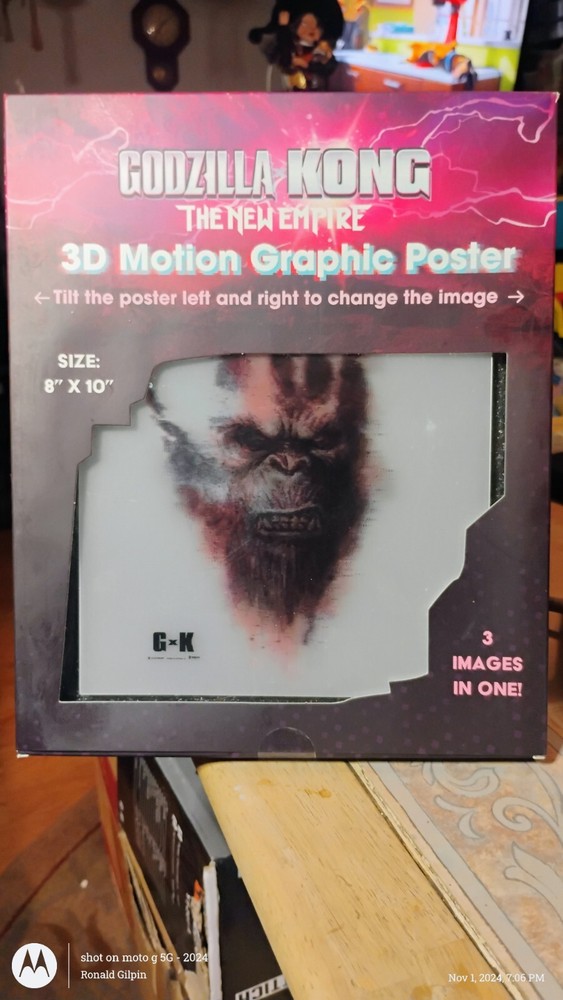 GODZILLA KONG
THE NEW EMPIRE
3D Motion Graphic Poster
←Tilt the poster left and right to change the image →
SIZE:
8" X 10"
G×K
3
IMAGES
IN ONE!
shot on moto g 5G - 2024
Ronald Gilpin
Nov 1, 2024, 7:06 PM